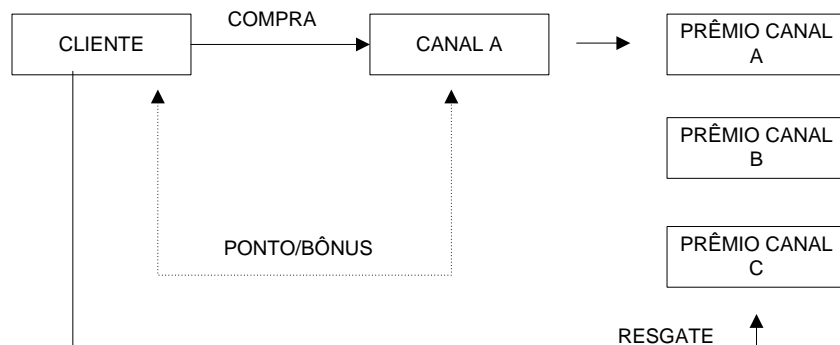 COMPRA
CLIENTE
CANAL A
PRÊMIO CANAL
A
PRÊMIO CANAL
B
PONTO/BÔNUS
PRÊMIO CANAL
C
RESGATE